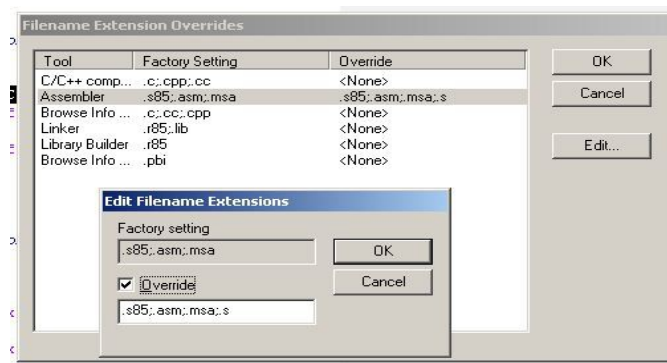 Filename Extension Overrides
Tool Factory Setting Override
C/C++ comp... .c;.cpp;.cc <None>
Assembler .s85;.asm;.msa .s85;.asm;.msa;.s
Browse Info ... .c;.cc;.cpp <None>
Linker .r85;.lib <None>
Library Builder .r85 <None>
Browse Info ... .pbi <None>
OK
Cancel
Edit...
Edit Filename Extensions
Factory setting
.s85;.asm;.msa
OK
Override
Cancel
.s85;.asm;.msa;.s